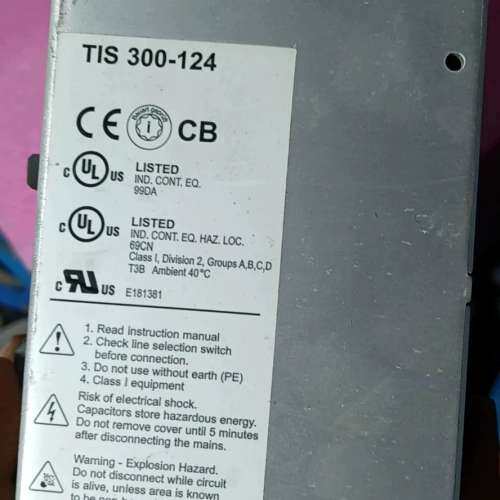 TIS 300-124
CE Bauart geprüft i CB
C UL US LISTED
IND. CONT. EQ.
99DA
C UL US LISTED
IND. CONT. EQ. HAZ. LOC.
69CN
Class I, Division 2, Groups A,B,C,D
T3B Ambient 40°C
C RU US E181381
1. Read instruction manual
2. Check line selection switch
before connection.
3. Do not use without earth (PE)
4. Class I equipment
Risk of electrical shock.
Capacitors store hazardous energy.
Do not remove cover until 5 minutes
after disconnecting the mains.
Warning - Explosion Hazard.
Do not disconnect while circuit
is alive, unless area is known
to be